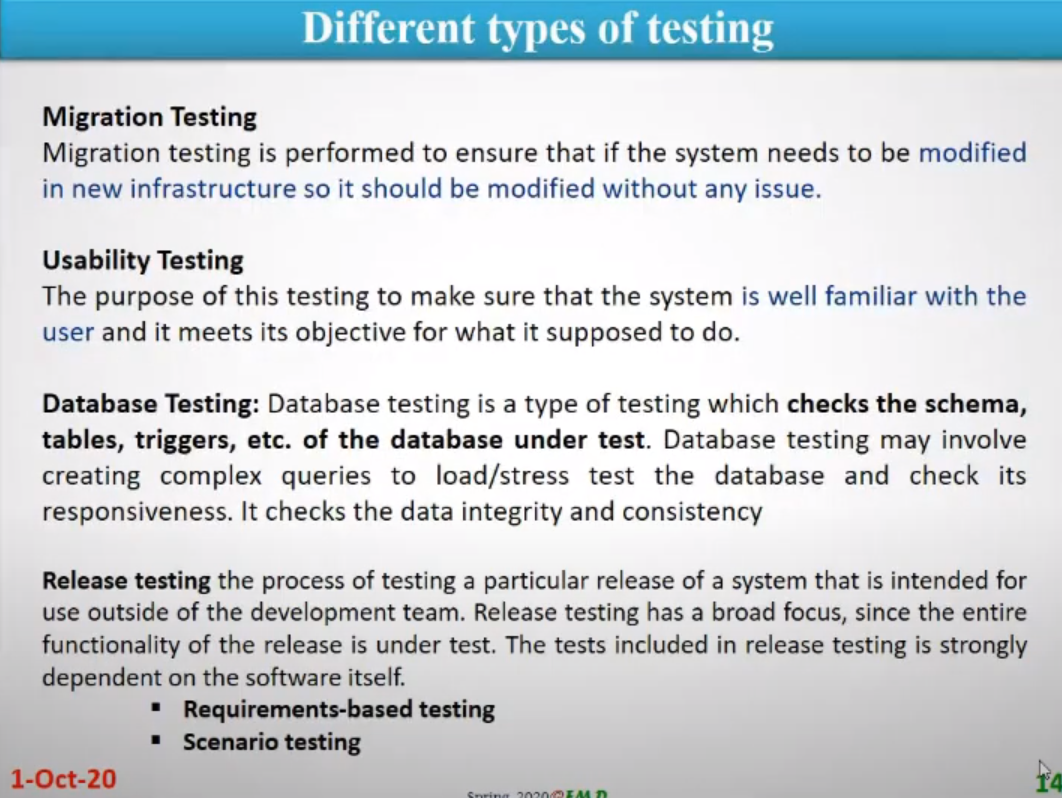 Different types of testing
Migration Testing
Migration testing is performed to ensure that if the system needs to be modified
in new infrastructure so it should be modified without any issue.
Usability Testing
The purpose of this testing to make sure that the system is well familiar with the
user and it meets its objective for what it supposed to do.
Database Testing: Database testing is a type of testing which checks the schema,
tables, triggers, etc. of the database under test. Database testing may involve
creating complex queries to load/stress test the database and check its
responsiveness. It checks the data integrity and consistency
Release testing the process of testing a particular release of a system that is intended for
use outside of the development team. Release testing has a broad focus, since the entire
functionality of the release is under test. The tests included in release testing is strongly
dependent on the software itself.
▪ Requirements-based testing
▪ Scenario testing
1-Oct-20
Spring 2020©
14